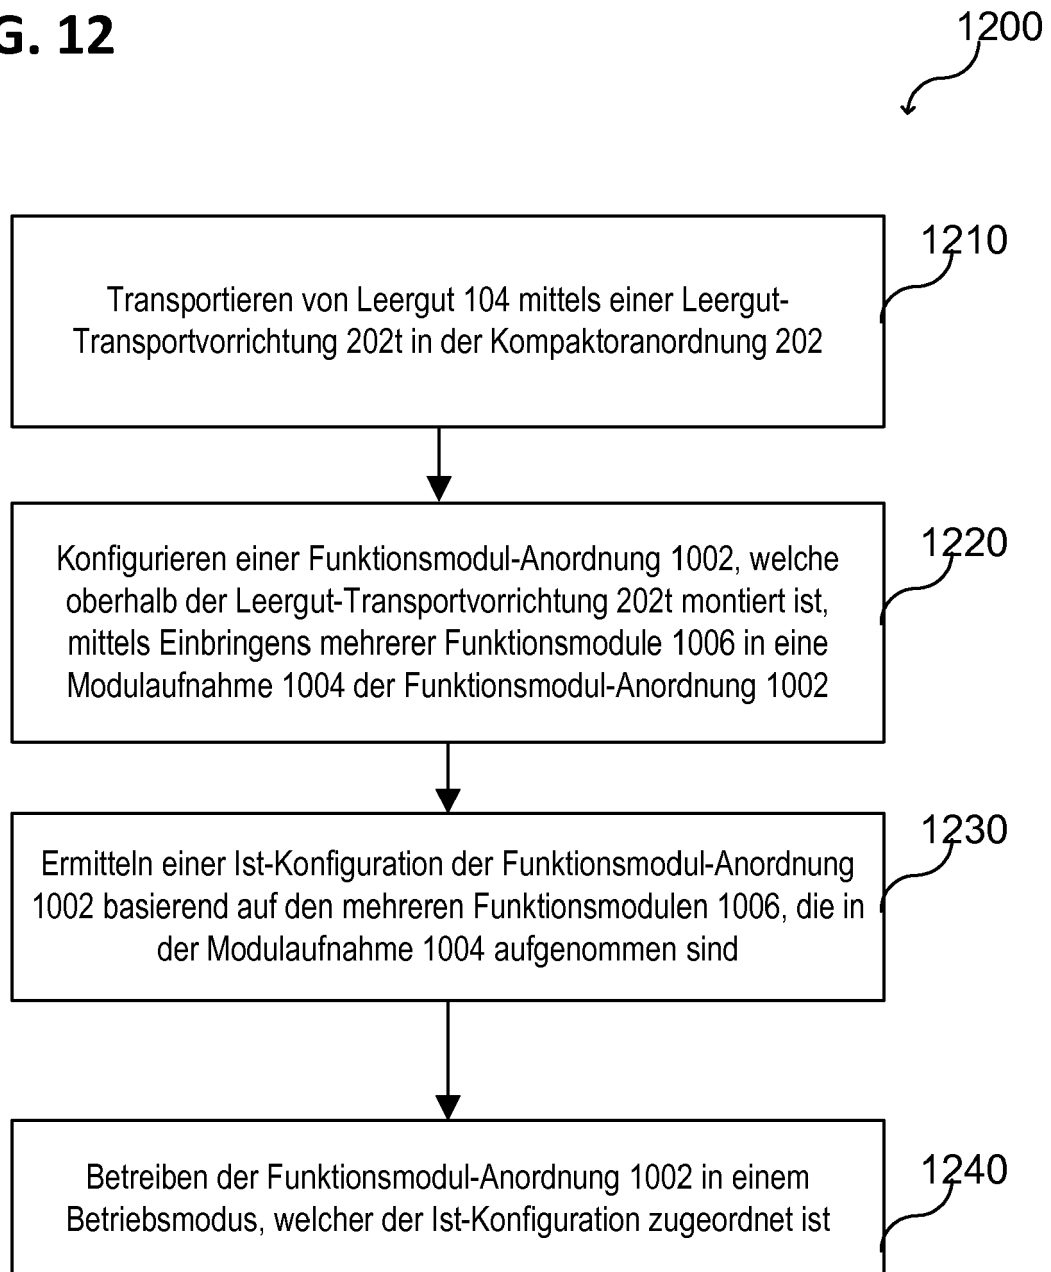 G. 12
1200
1210
Transportieren von Leergut 104 mittels einer Leergut-
Transportvorrichtung 202t in der Kompaktoranordnung 202
1220
Konfigurieren einer Funktionsmodul-Anordnung 1002, welche
oberhalb der Leergut-Transportvorrichtung 202t montiert ist,
mittels Einbringens mehrerer Funktionsmodule 1006 in eine
Modulaufnahme 1004 der Funktionsmodul-Anordnung 1002
1230
Ermitteln einer Ist-Konfiguration der Funktionsmodul-Anordnung
1002 basierend auf den mehreren Funktionsmodulen 1006, die in
der Modulaufnahme 1004 aufgenommen sind
1240
Betreiben der Funktionsmodul-Anordnung 1002 in einem
Betriebsmodus, welcher der Ist-Konfiguration zugeordnet ist